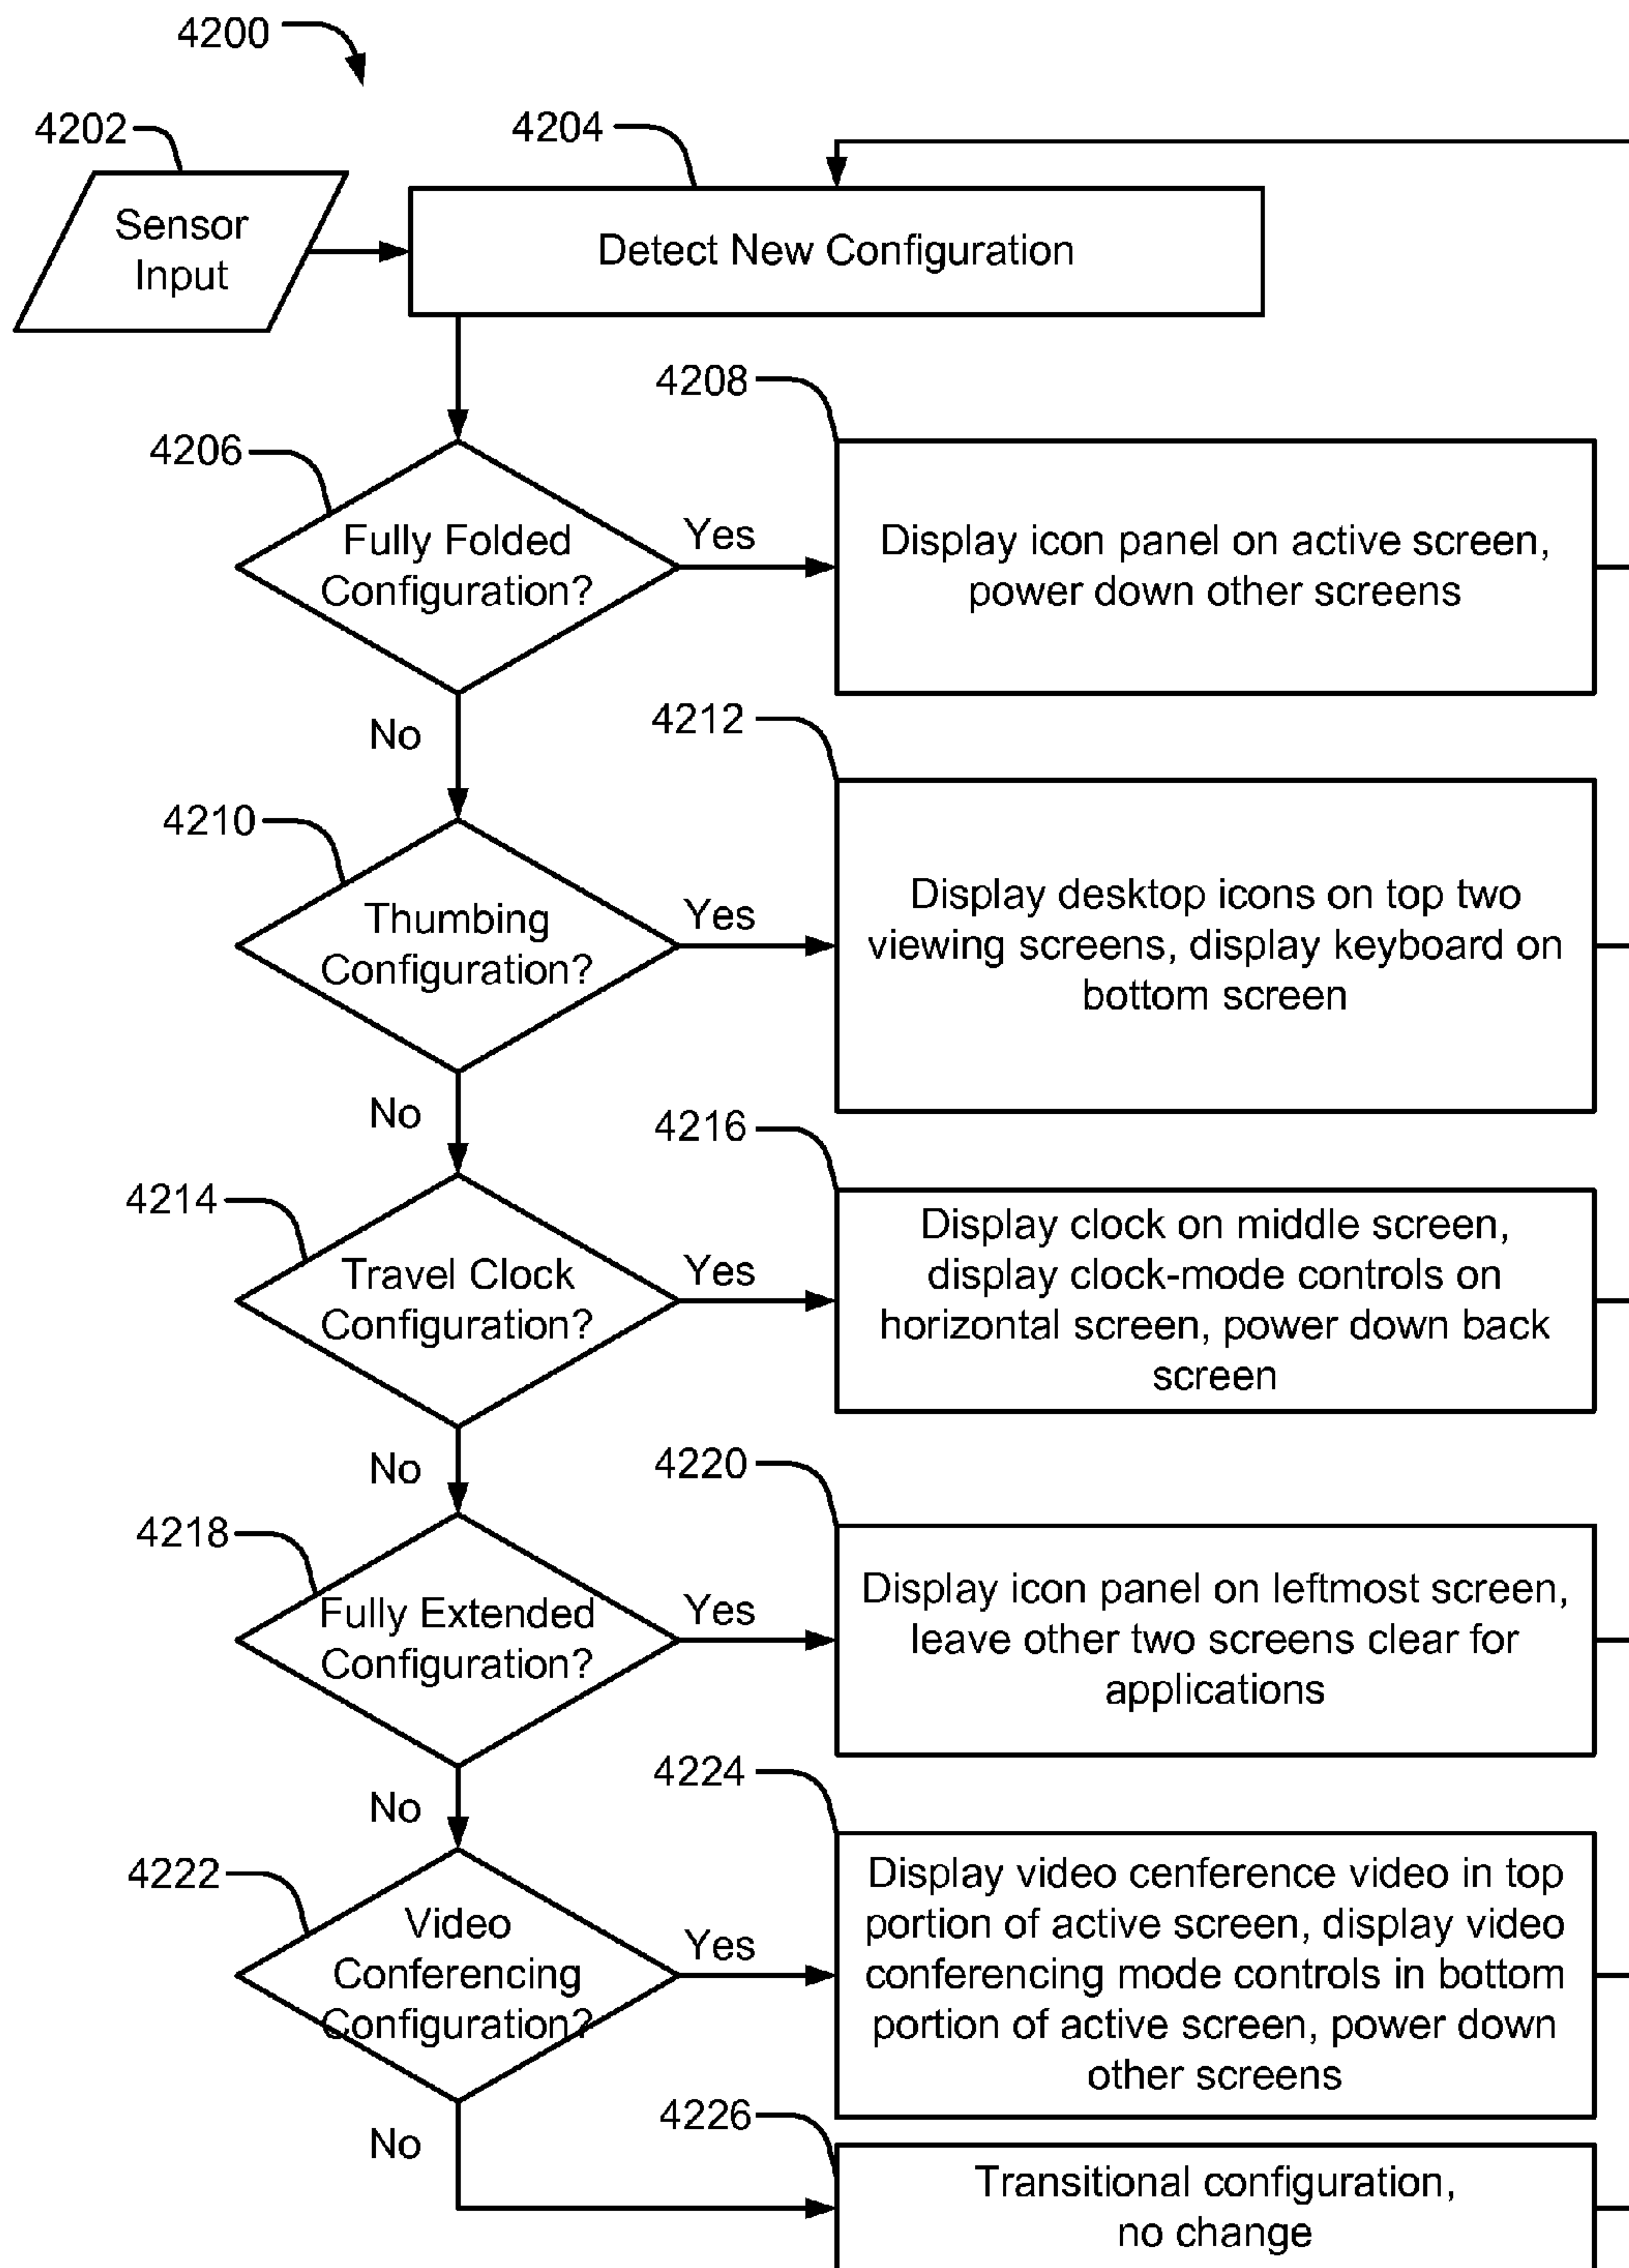 4200
4202
4204
Sensor
Input
Detect New Configuration
4206
4208
Fully Folded
Configuration?
Yes
Display icon panel on active screen,
power down other screens
No
4210
4212
Thumbing
Configuration?
Yes
Display desktop icons on top two
viewing screens, display keyboard on
bottom screen
No
4214
4216
Travel Clock
Configuration?
Yes
Display clock on middle screen,
display clock-mode controls on
horizontal screen, power down back
screen
No
4218
4220
Fully Extended
Configuration?
Yes
Display icon panel on leftmost screen,
leave other two screens clear for
applications
No
4222
4224
Video
Conferencing
Configuration?
Yes
Display video cenference video in top
portion of active screen, display video
conferencing mode controls in bottom
portion of active screen, power down
other screens
No
4226
Transitional configuration,
no change